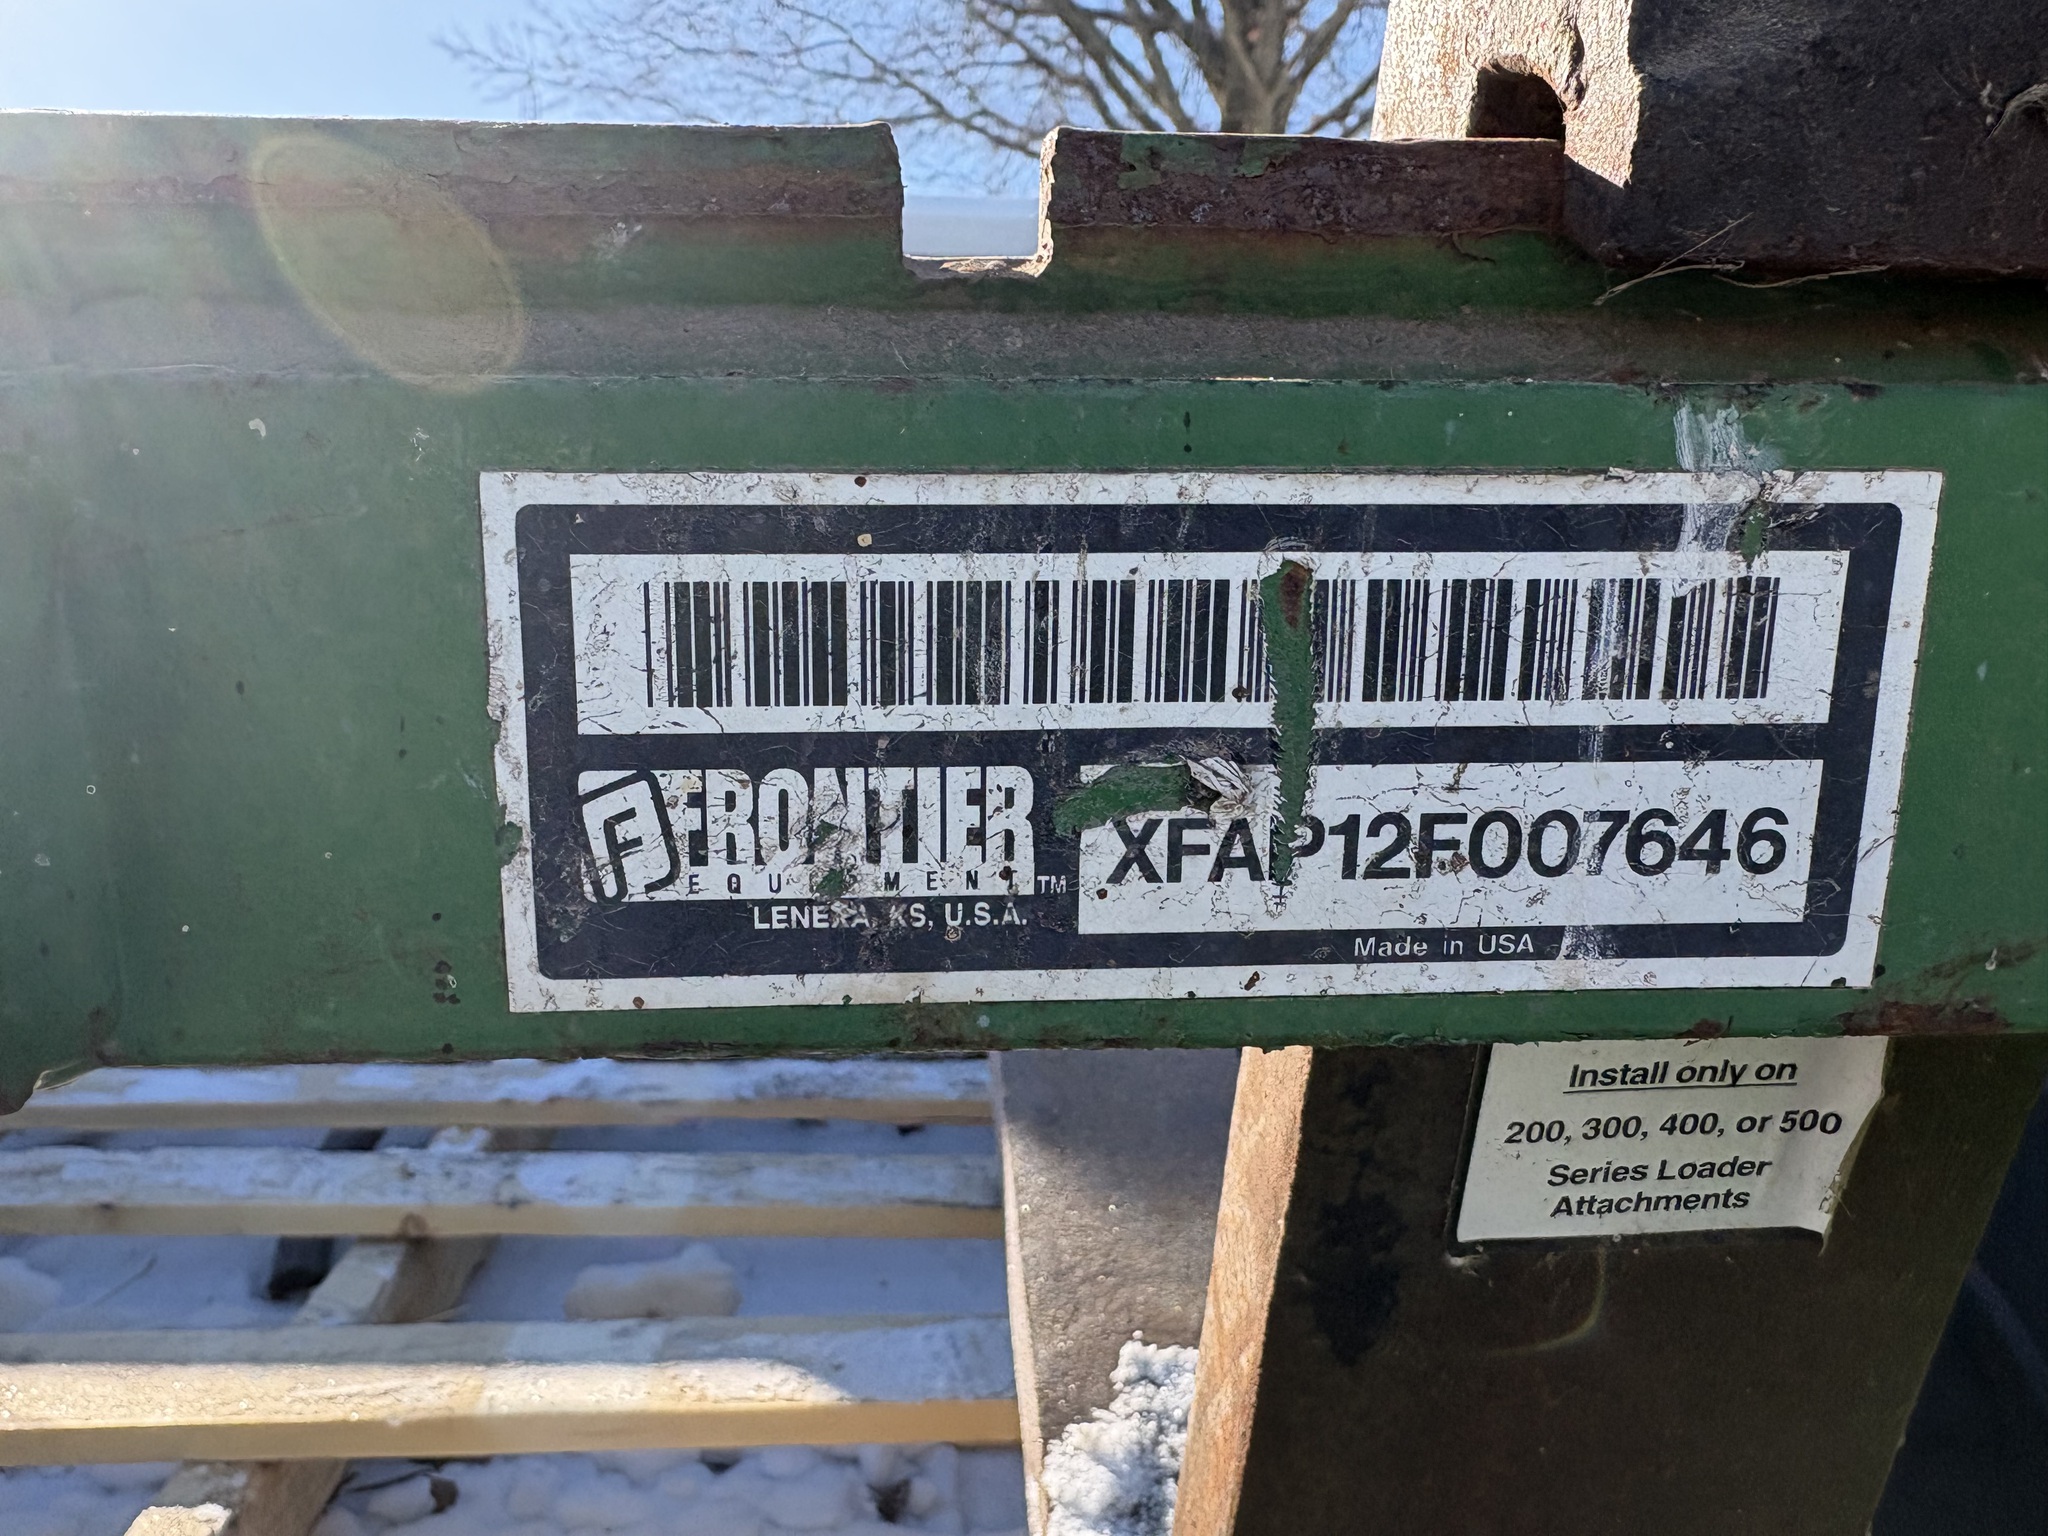 F FRONTIER
EQUIPMENT™
LENEXA, KS, U.S.A.
XFAP12F007646
Made in USA
Install only on
200, 300, 400, or 500
Series Loader
Attachments